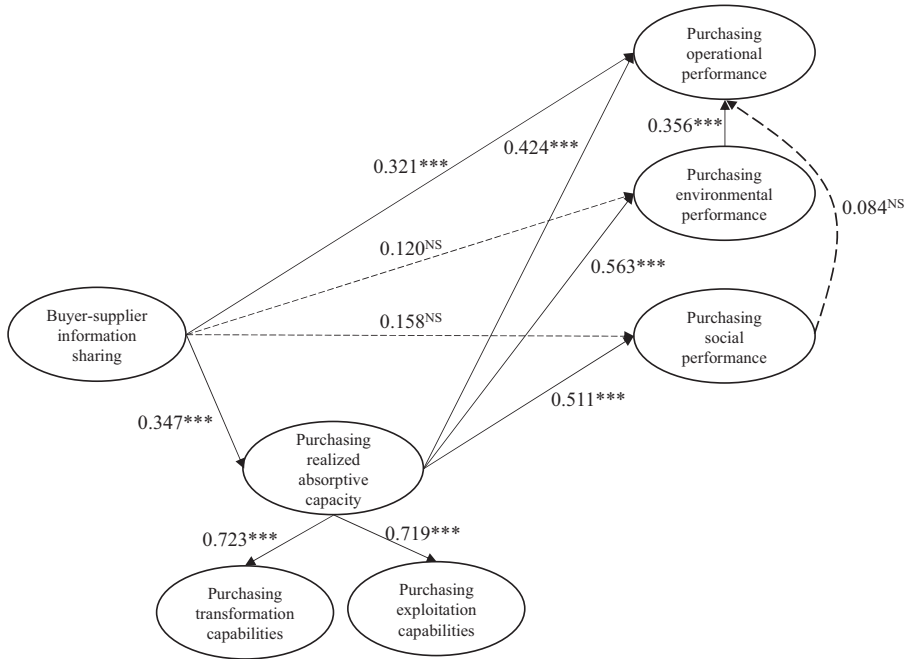 Purchasing
operational
performance
0.356***
0.424***
0.321***
Purchasing
environmental
performance
0.084NS
0.120NS
0.563***
Buyer-supplier
information
sharing
0.158NS
Purchasing
social
performance
0.511***
0.347***
Purchasing
realized
absorptive
capacity
0.723***
0.719***
Purchasing
transformation
capabilities
Purchasing
exploitation
capabilities